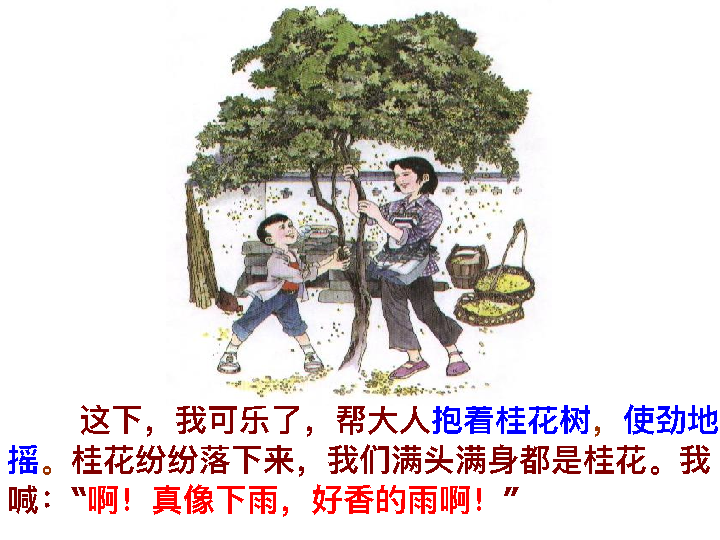 这下，我可乐了，帮大人抱着桂花树，使劲地
摇。桂花纷纷落下来，我们满头满身都是桂花。我
喊：“啊！真像下雨，好香的雨啊！”